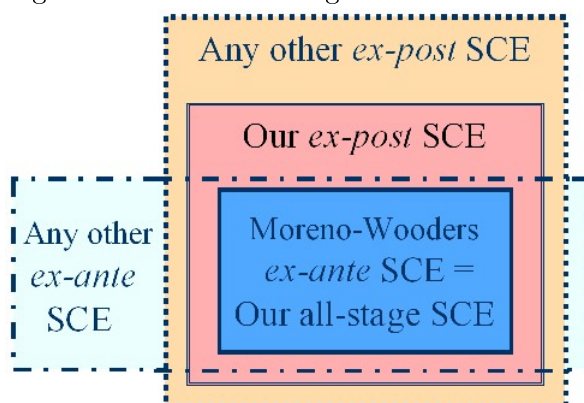 Any other ex-post SCE
Our ex-post SCE
Any other
ex-ante
SCE
Moreno-Wooders
ex-ante SCE =
Our all-stage SCE